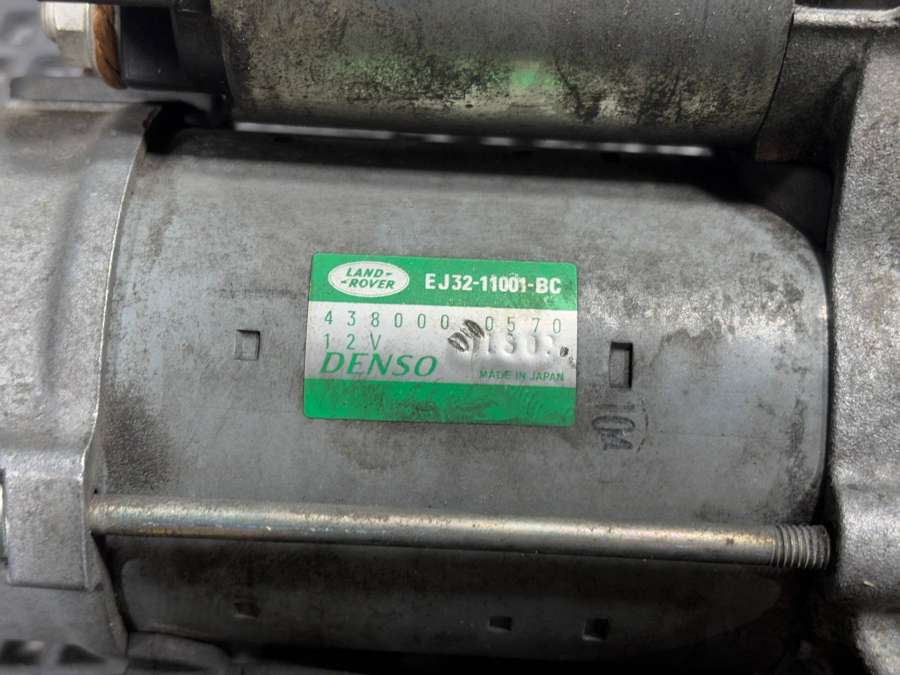 LAND-
-ROVER
EJ32-11001-BC
438000 0570
12V
DENSO
MADE IN JAPAN